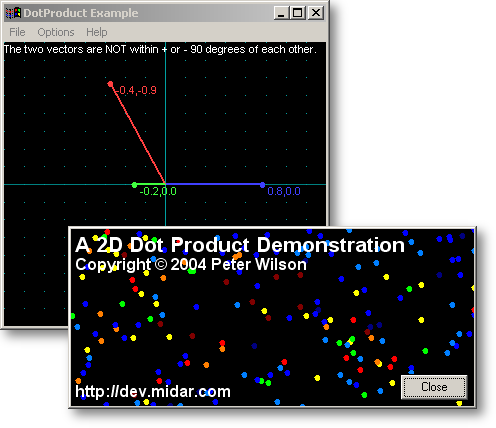 DotProduct Example
File Options Help
The two vectors are NOT within + or - 90 degrees of each other.
-0.4,-0.9
-0.2,0.0
0.8,0.0
A 2D Dot Product Demonstration
Copyright © 2004 Peter Wilson
http://dev.midar.com
Close